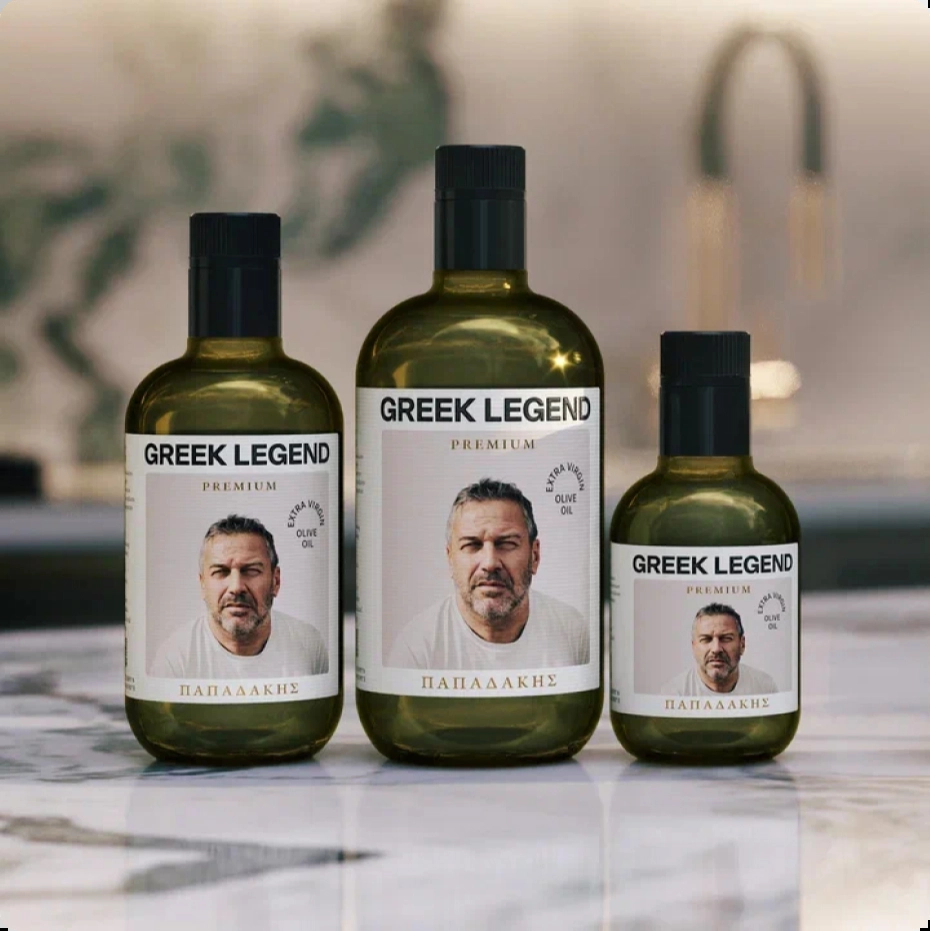 GREEK LEGEND
PREMIUM
EXTRA VIRGIN
OLIVE
OIL
ΠΑΠΑΔΑΚΗΣ
GREEK LEGEND
PREMIUM
EXTRA VIRGIN
OLIVE
OIL
ΠΑΠΑΔΑΚΗΣ
GREEK LEGEND
PREMIUM
EXTRA VIRGIN
OLIVE
OIL
ΠΑΠΑΔΑΚΗΣ